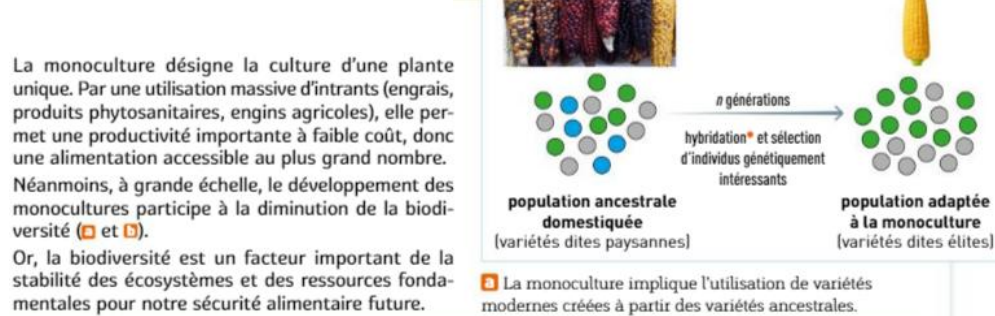 La monoculture désigne la culture d'une plante
unique. Par une utilisation massive d'intrants (engrais,
produits phytosanitaires, engins agricoles), elle per-
met une productivité importante à faible coût, donc
une alimentation accessible au plus grand nombre.
Néanmoins, à grande échelle, le développement des
monocultures participe à la diminution de la biodi-
versité (a et b).
Or, la biodiversité est un facteur important de la
stabilité des écosystèmes et des ressources fonda-
mentales pour notre sécurité alimentaire future.
n générations
hybridation* et sélection
d'individus génétiquement
intéressants
population ancestrale
domestiquée
(variétés dites paysannes)
population adaptée
à la monoculture
(variétés dites élites)
a La monoculture implique l'utilisation de variétés
modernes créées à partir des variétés ancestrales.